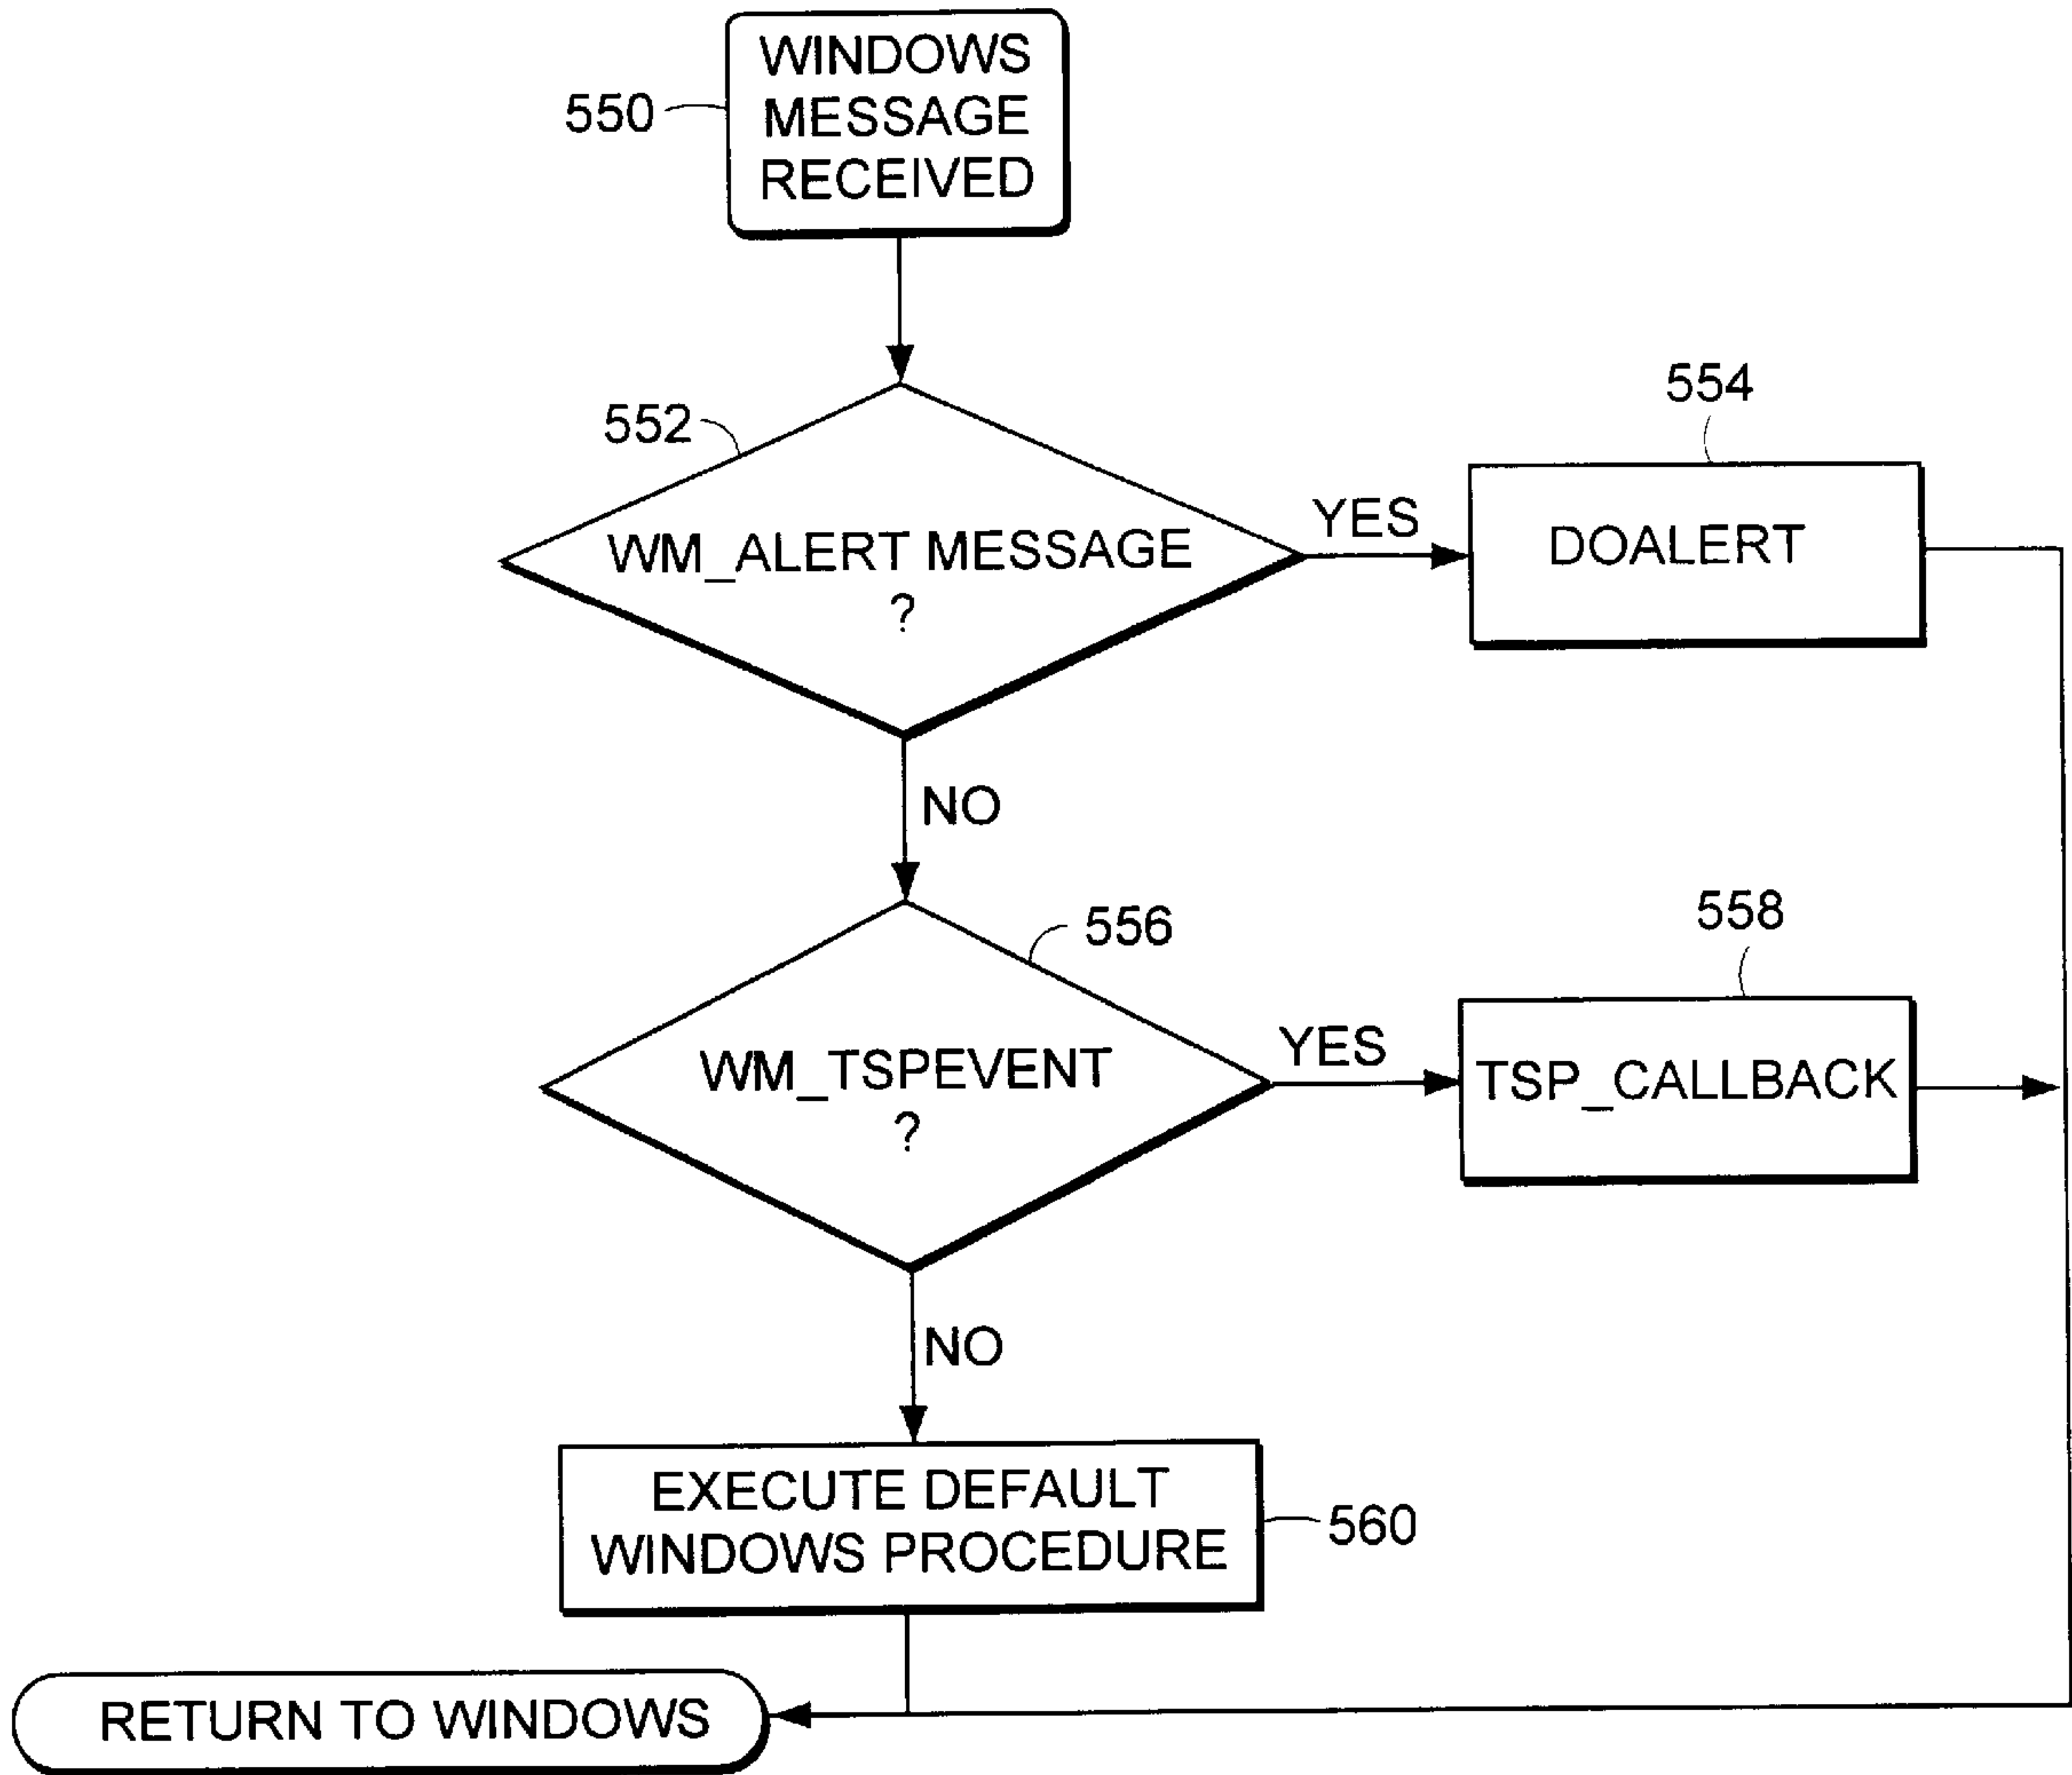 WINDOWS
MESSAGE
RECEIVED
550
552
WM_ALERT MESSAGE
?
YES
554
DOALERT
NO
556
WM_TSPEVENT
?
YES
558
TSP_CALLBACK
NO
EXECUTE DEFAULT
WINDOWS PROCEDURE
560
RETURN TO WINDOWS